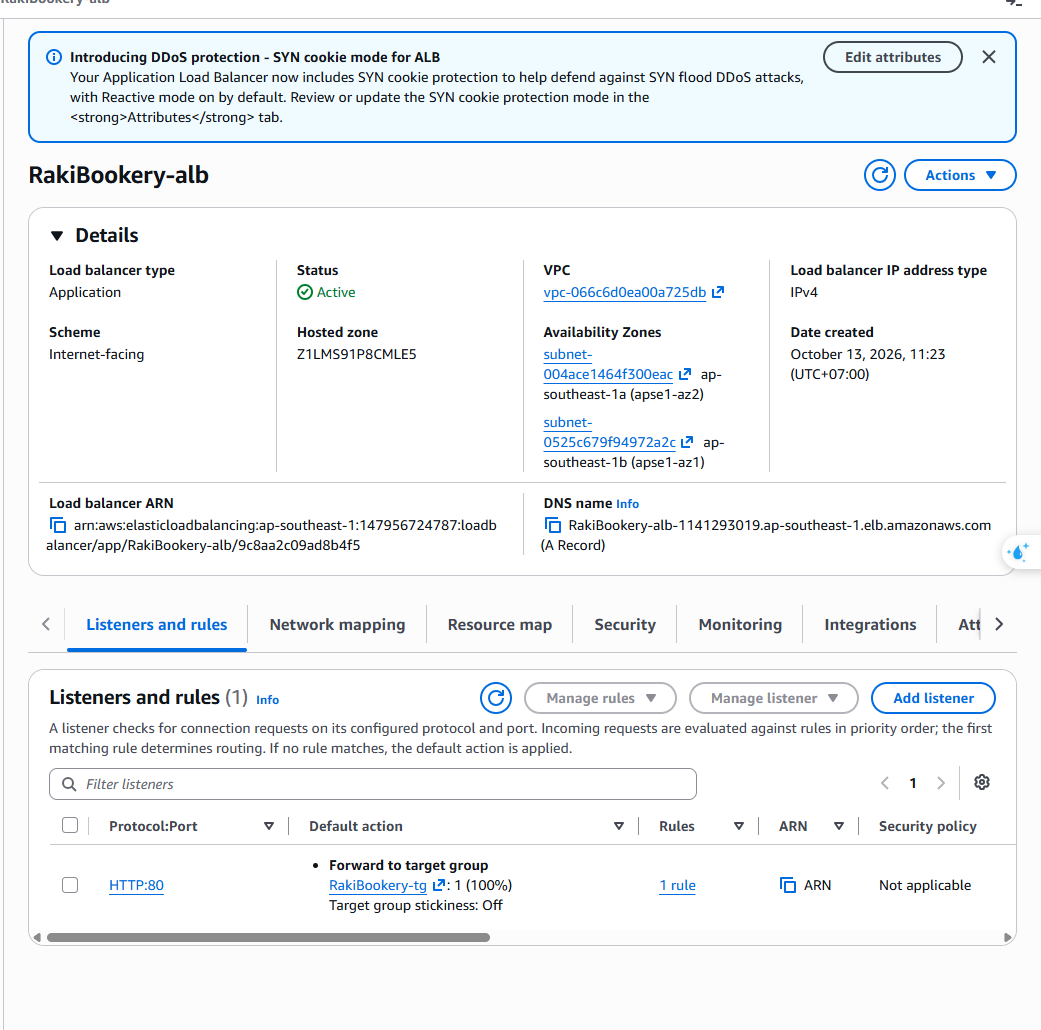 RakiBookery-alb
Introducing DDoS protection - SYN cookie mode for ALB
Your Application Load Balancer now includes SYN cookie protection to help defend against SYN flood DDoS attacks,
with Reactive mode on by default. Review or update the SYN cookie protection mode in the
<strong>Attributes</strong> tab.
Edit attributes
RakiBookery-alb
Actions
Details
Load balancer type
Application
Status
Active
VPC
vpc-066c6d0ea00a725db
Load balancer IP address type
IPv4
Scheme
Internet-facing
Hosted zone
Z1LMS91P8CMLE5
Availability Zones
subnet-
004ace1464f300eac ap-
southeast-1a (apse1-az2)
subnet-
0525c679f94972a2c ap-
southeast-1b (apse1-az1)
Date created
October 13, 2026, 11:23
(UTC+07:00)
Load balancer ARN
arn:aws:elasticloadbalancing:ap-southeast-1:147956724787:loadb
alancer/app/RakiBookery-alb/9c8aa2c09ad8b4f5
DNS name Info
RakiBookery-alb-1141293019.ap-southeast-1.elb.amazonaws.com
(A Record)
Listeners and rules
Network mapping
Resource map
Security
Monitoring
Integrations
Att
Listeners and rules (1) Info
Manage rules
Manage listener
Add listener
A listener checks for connection requests on its configured protocol and port. Incoming requests are evaluated against rules in priority order; the first
matching rule determines routing. If no rule matches, the default action is applied.
Filter listeners
1
Protocol:Port
Default action
Rules
ARN
Security policy
HTTP:80
• Forward to target group
RakiBookery-tg : 1 (100%)
Target group stickiness: Off
1 rule
ARN
Not applicable